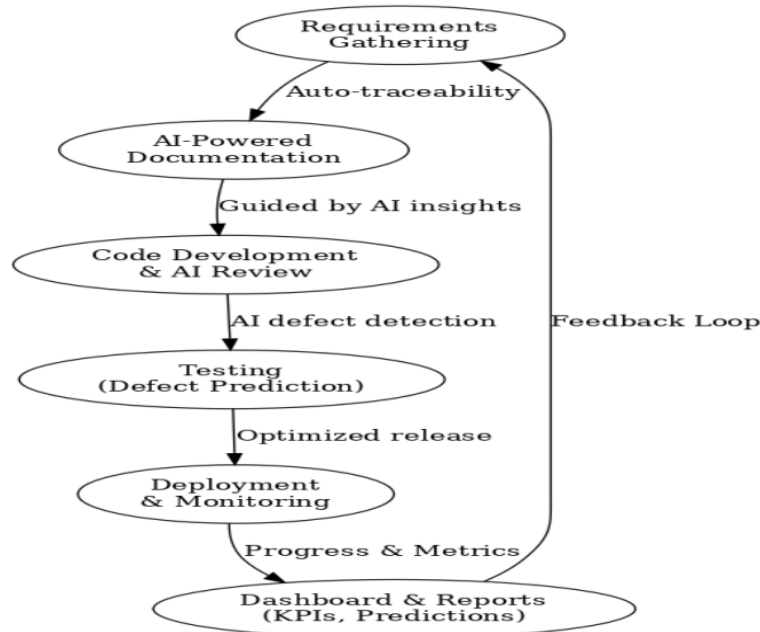 Requirements
Gathering
Auto-traceability
AI-Powered
Documentation
Guided by AI insights
Code Development
& AI Review
AI defect detection
Feedback Loop
Testing
(Defect Prediction)
Optimized release
Deployment
& Monitoring
Progress & Metrics
Dashboard & Reports
(KPIs, Predictions)